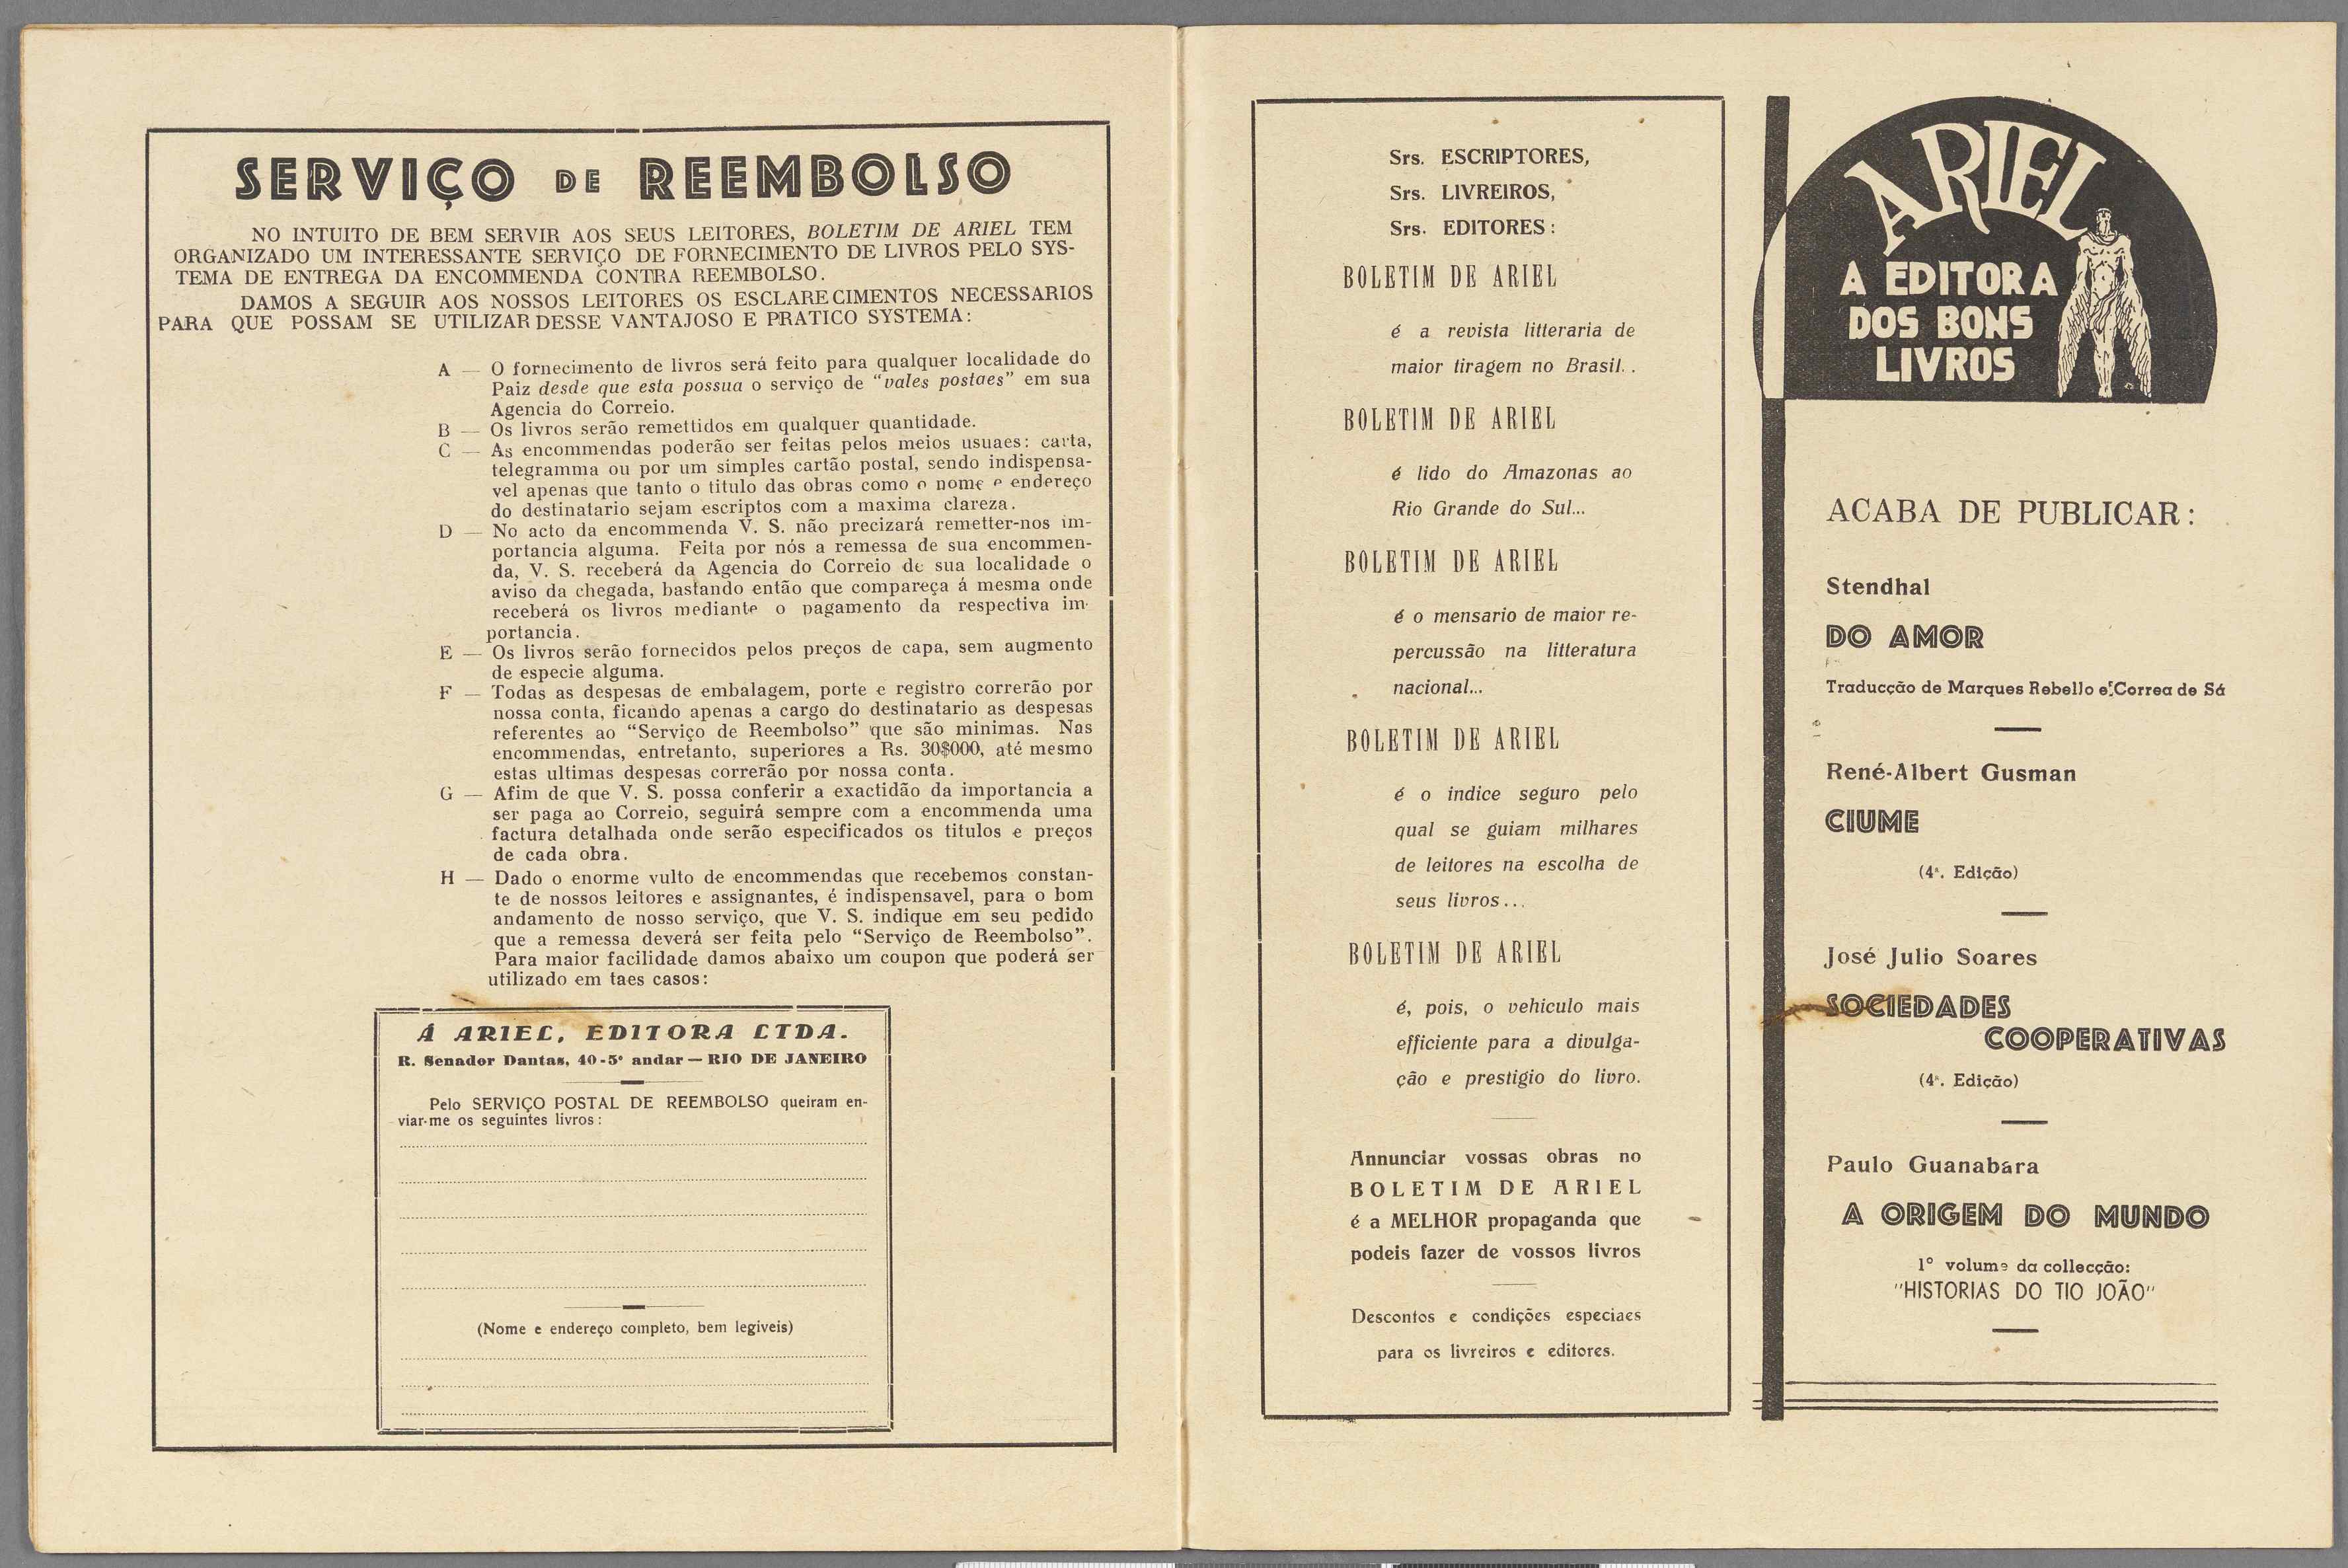 SERVIÇO DE REEMBOLSO
NO INTUITO DE BEM SERVIR AOS SEUS LEITORES, BOLETIM DE ARIEL TEM
ORGANIZADO UM INTERESSANTE SERVIÇO DE FORNECIMENTO DE LIVROS PELO SYS-
TEMA DE ENTREGA DA ENCOMMENDA CONTRA REEMBOLSO.
DAMOS A SEGUIR AOS NOSSOS LEITORES OS ESCLARECIMENTOS NECESSARIOS
PARA QUE POSSAM SE UTILIZAR DESSE VANTAJOSO E PRATICO SYSTEMA:
A — O fornecimento de livros será feito para qualquer localidade do
Paiz desde que esta possua o serviço de “vales postaes” em sua
Agencia do Correio.
B — Os livros serão remettidos em qualquer quantidade.
C — As encommendas poderão ser feitas pelos meios usuaes: carta,
telegramma ou por um simples cartão postal, sendo indispensa-
vel apenas que tanto o titulo das obras como o nome e endereço
do destinatario sejam escriptos com a maxima clareza.
D — No acto da encommenda V. S. não precizará remetter-nos im-
portancia alguma. Feita por nós a remessa de sua encommen-
da, V. S. receberá da Agencia do Correio de sua localidade o
aviso da chegada, bastando então que compareça á mesma onde
receberá os livros mediante o pagamento da respectiva im-
portancia.
E — Os livros serão fornecidos pelos preços de capa, sem augmento
de especie alguma.
F — Todas as despesas de embalagem, porte e registro correrão por
nossa conta, ficando apenas a cargo do destinatario as despesas
referentes ao “Serviço de Reembolso” que são minimas. Nas
encommendas, entretanto, superiores a Rs. 30$000, até mesmo
estas ultimas despesas correrão por nossa conta.
G — Afim de que V. S. possa conferir a exactidão da importancia a
ser paga ao Correio, seguirá sempre com a encommenda uma
factura detalhada onde serão especificados os titulos e preços
de cada obra.
H — Dado o enorme vulto de encommendas que recebemos constan-
te de nossos leitores e assignantes, é indispensavel, para o bom
andamento de nosso serviço, que V. S. indique em seu pedido
que a remessa deverá ser feita pelo “Serviço de Reembolso”.
Para maior facilidade damos abaixo um coupon que poderá ser
utilizado em taes casos:
Á ARIEL, EDITORA LTDA.
R. Senador Dantas, 40-5º andar — RIO DE JANEIRO
Pelo SERVIÇO POSTAL DE REEMBOLSO queiram en-
viar-me os seguintes livros:
(Nome e endereço completo, bem legiveis)
Srs. ESCRIPTORES,
Srs. LIVREIROS,
Srs. EDITORES:
BOLETIM DE ARIEL
é a revista litteraria de
maior tiragem no Brasil..
BOLETIM DE ARIEL
é lido do Amazonas ao
Rio Grande do Sul...
BOLETIM DE ARIEL
é o mensario de maior re-
percussão na litteratura
nacional...
BOLETIM DE ARIEL
é o indice seguro pelo
qual se guiam milhares
de leitores na escolha de
seus livros...
BOLETIM DE ARIEL
é, pois, o vehiculo mais
efficiente para a divulga-
ção e prestigio do livro.
Annunciar vossas obras no
BOLETIM DE ARIEL
é a MELHOR propaganda que
podeis fazer de vossos livros
Descontos e condições especiaes
para os livreiros e editores.
ARIEL
A EDITORA
DOS BONS
LIVROS
ACABA DE PUBLICAR:
Stendhal
DO AMOR
Traducção de Marques Rebello e Correa de Sá
René-Albert Gusman
CIUME
(4ª. Edição)
José Julio Soares
SOCIEDADES
COOPERATIVAS
(4ª. Edição)
Paulo Guanabara
A ORIGEM DO MUNDO
1º volume da collecção:
"HISTORIAS DO TIO JOÃO"